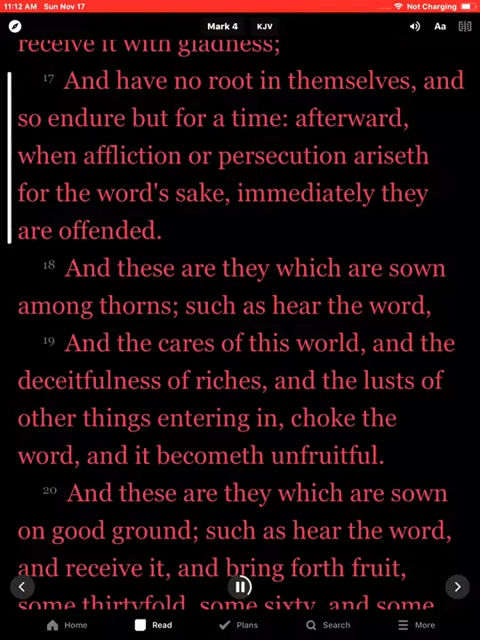 11:12 AM Sun Nov 17
Not Charging
Mark 4 KJV
Aa
receive it with gladness;
17 And have no root in themselves, and
so endure but for a time: afterward,
when affliction or persecution ariseth
for the word's sake, immediately they
are offended.
18 And these are they which are sown
among thorns; such as hear the word,
19 And the cares of this world, and the
deceitfulness of riches, and the lusts of
other things entering in, choke the
word, and it becometh unfruitful.
20 And these are they which are sown
on good ground; such as hear the word,
and receive it, and bring forth fruit,
some thirtyfold, some sixty, and some
Home Read Plans Search More